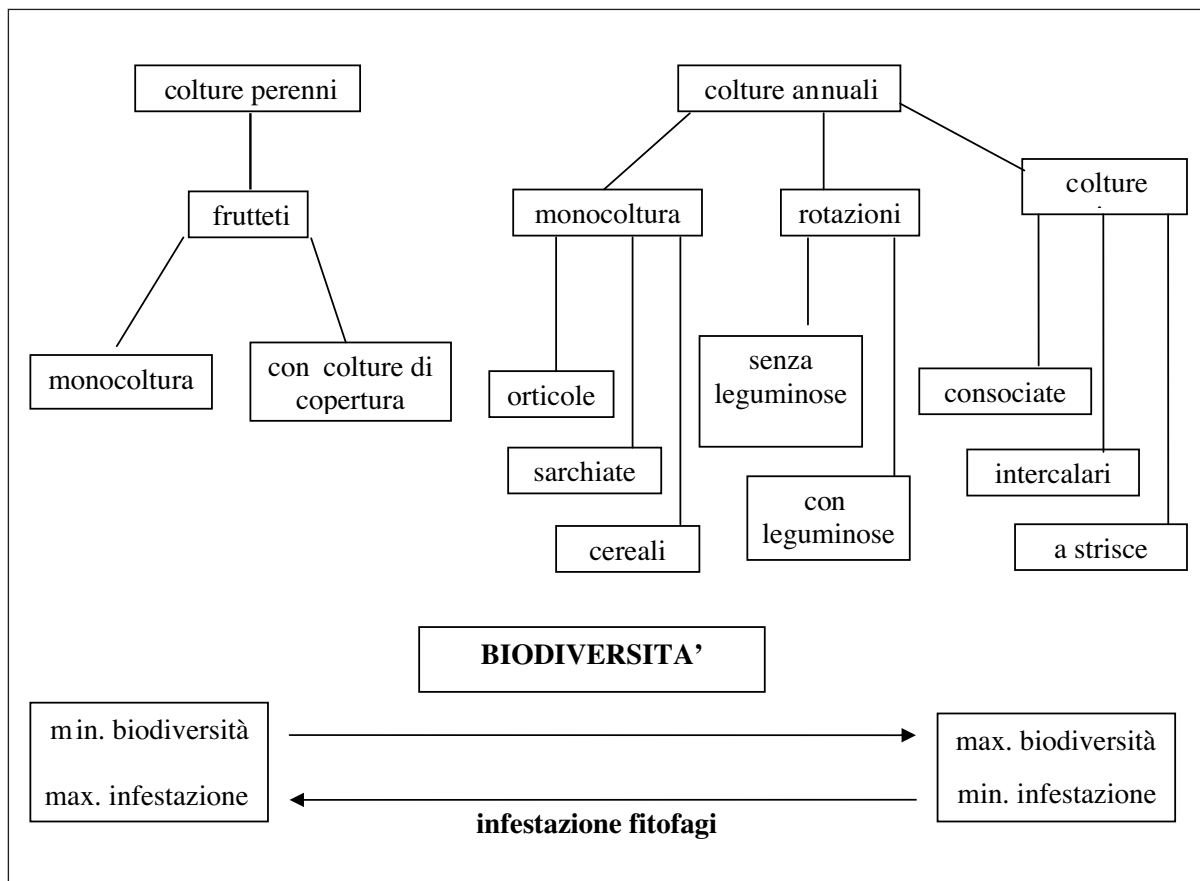 colture perenni
colture annuali
colture
frutteti
monocoltura
rotazioni
monocoltura
con colture di
copertura
orticole
senza
leguminose
consociate
sarchiate
intercalari
con
leguminose
cereali
a strisce
BIODIVERSITA’
min. biodiversità
max. infestazione
max. biodiversità
min. infestazione
infestazione fitofagi